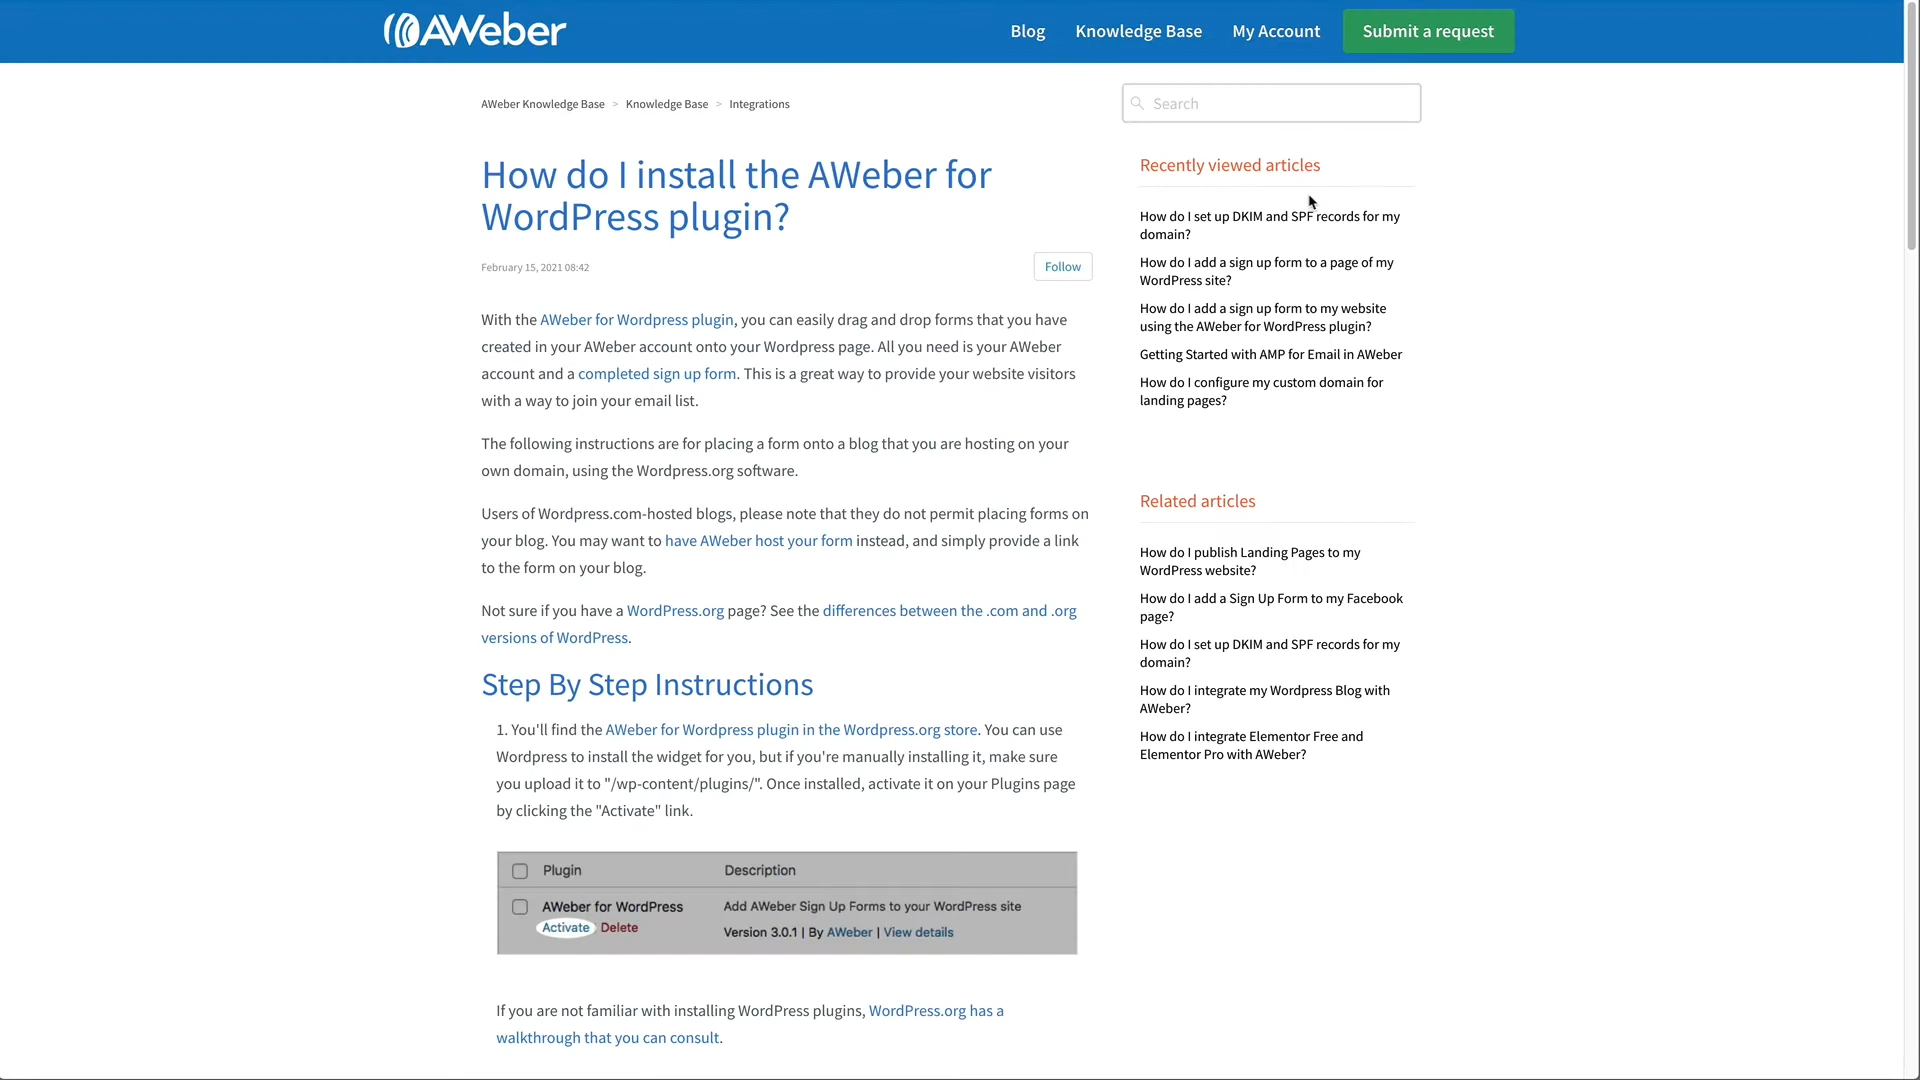 AWeber
Blog
Knowledge Base
My Account
Submit a request
AWeber Knowledge Base > Knowledge Base > Integrations
Search
How do I install the AWeber for
WordPress plugin?
February 15, 2021 08:42
Follow
With the AWeber for Wordpress plugin, you can easily drag and drop forms that you have
created in your AWeber account onto your Wordpress page. All you need is your AWeber
account and a completed sign up form. This is a great way to provide your website visitors
with a way to join your email list.
The following instructions are for placing a form onto a blog that you are hosting on your
own domain, using the Wordpress.org software.
Users of Wordpress.com-hosted blogs, please note that they do not permit placing forms on
your blog. You may want to have AWeber host your form instead, and simply provide a link
to the form on your blog.
Not sure if you have a WordPress.org page? See the differences between the .com and .org
versions of WordPress.
Step By Step Instructions
1. You'll find the AWeber for Wordpress plugin in the Wordpress.org store. You can use
Wordpress to install the widget for you, but if you're manually installing it, make sure
you upload it to "/wp-content/plugins/". Once installed, activate it on your Plugins page
by clicking the "Activate" link.
Plugin Description
AWeber for WordPress Add AWeber Sign Up Forms to your WordPress site
Activate Delete Version 3.0.1 | By AWeber | View details
If you are not familiar with installing WordPress plugins, WordPress.org has a
walkthrough that you can consult.
Recently viewed articles
How do I set up DKIM and SPF records for my
domain?
How do I add a sign up form to a page of my
WordPress site?
How do I add a sign up form to my website
using the AWeber for WordPress plugin?
Getting Started with AMP for Email in AWeber
How do I configure my custom domain for
landing pages?
Related articles
How do I publish Landing Pages to my
WordPress website?
How do I add a Sign Up Form to my Facebook
page?
How do I set up DKIM and SPF records for my
domain?
How do I integrate my Wordpress Blog with
AWeber?
How do I integrate Elementor Free and
Elementor Pro with AWeber?